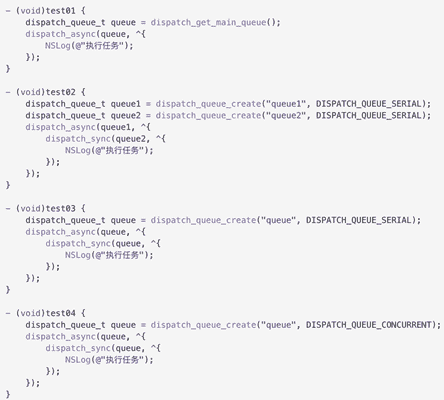 - (void)test01 {
    dispatch_queue_t queue = dispatch_get_main_queue();
    dispatch_async(queue, ^{
        NSLog(@"执行任务");
    });
}

- (void)test02 {
    dispatch_queue_t queue1 = dispatch_queue_create("queue1", DISPATCH_QUEUE_SERIAL);
    dispatch_queue_t queue2 = dispatch_queue_create("queue2", DISPATCH_QUEUE_SERIAL);
    dispatch_async(queue1, ^{
        dispatch_sync(queue2, ^{
            NSLog(@"执行任务");
        });
    });
}

- (void)test03 {
    dispatch_queue_t queue = dispatch_queue_create("queue", DISPATCH_QUEUE_SERIAL);
    dispatch_async(queue, ^{
        dispatch_sync(queue, ^{
            NSLog(@"执行任务");
        });
    });
}

- (void)test04 {
    dispatch_queue_t queue = dispatch_queue_create("queue", DISPATCH_QUEUE_CONCURRENT);
    dispatch_async(queue, ^{
        dispatch_sync(queue, ^{
            NSLog(@"执行任务");
        });
    });
}